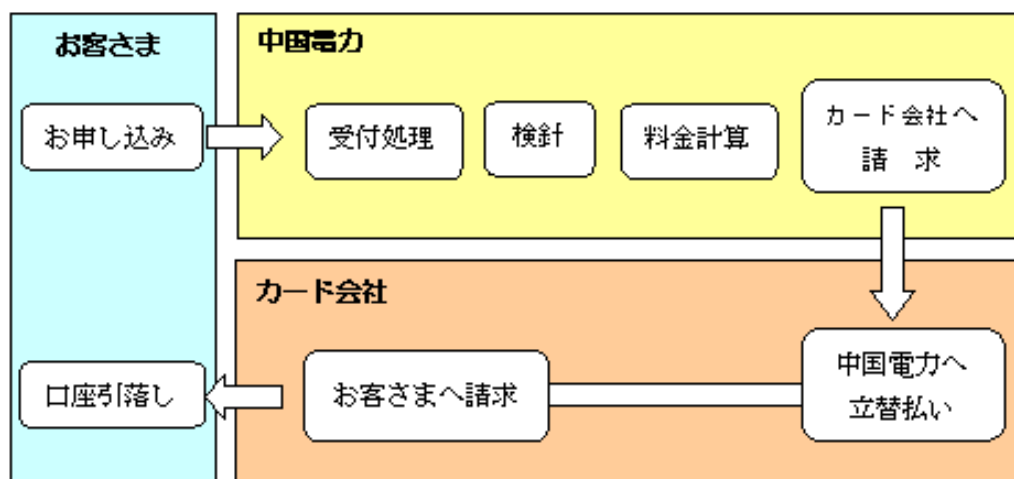 お客さま
お申し込み
中国電力
受付処理
検針
料金計算
カード会社へ
請 求
カード会社
中国電力へ
立替払い
お客さまへ請求
口座引落し